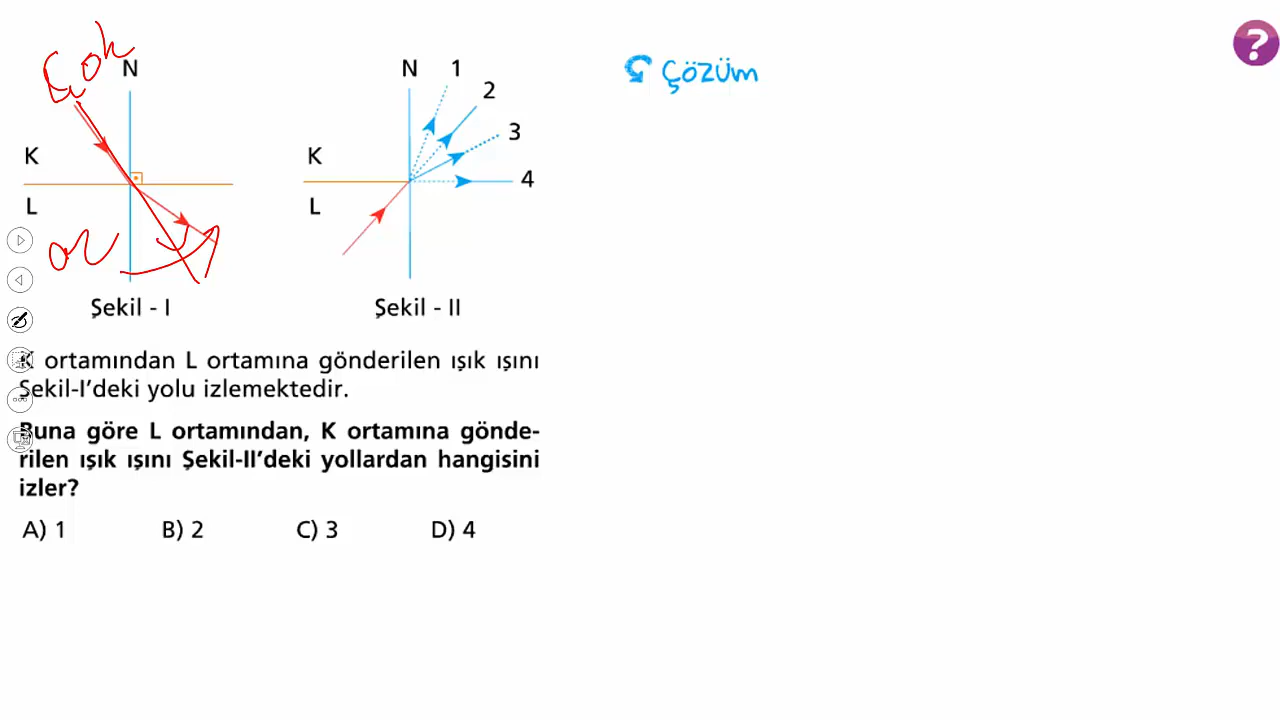 Çok
N
K
L
az
Şekil - I
N
1
2
3
4
K
L
Şekil - II
?
Çözüm
K ortamından L ortamına gönderilen ışık ışını
Şekil-I'deki yolu izlemektedir.
Buna göre L ortamından, K ortamına gönde-
rilen ışık ışını Şekil-II'deki yollardan hangisini
izler?
A) 1 B) 2 C) 3 D) 4